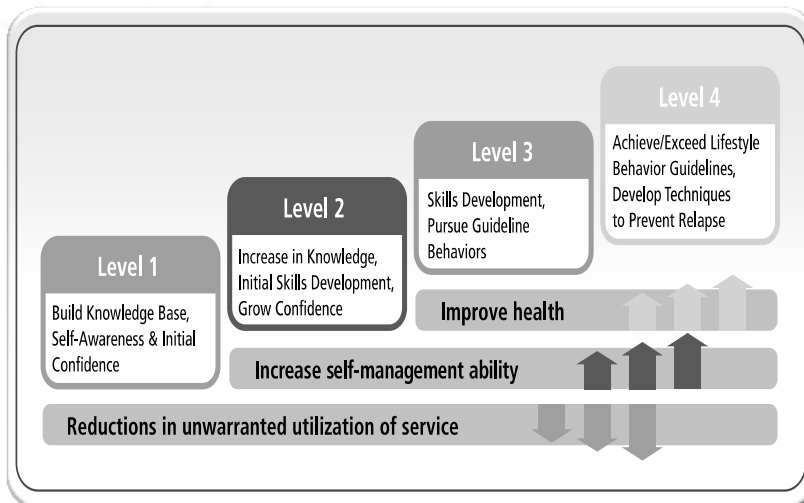 Level 1
Build Knowledge Base,
Self-Awareness & Initial
Confidence
Level 2
Increase in Knowledge,
Initial Skills Development,
Grow Confidence
Level 3
Skills Development,
Pursue Guideline
Behaviors
Level 4
Achieve/Exceed Lifestyle
Behavior Guidelines,
Develop Techniques
to Prevent Relapse
Improve health
Increase self-management ability
Reductions in unwarranted utilization of service